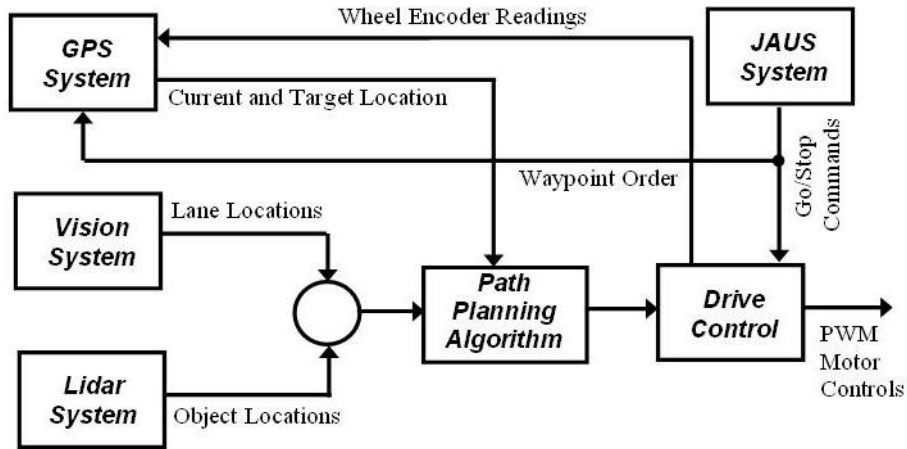 Wheel Encoder Readings
GPS
System
JAUS
System
Current and Target Location
Waypoint Order
Go/Stop
Commands
Vision
System
Lane Locations
Path
Planning
Algorithm
Drive
Control
PWM
Motor
Controls
Lidar
System
Object Locations